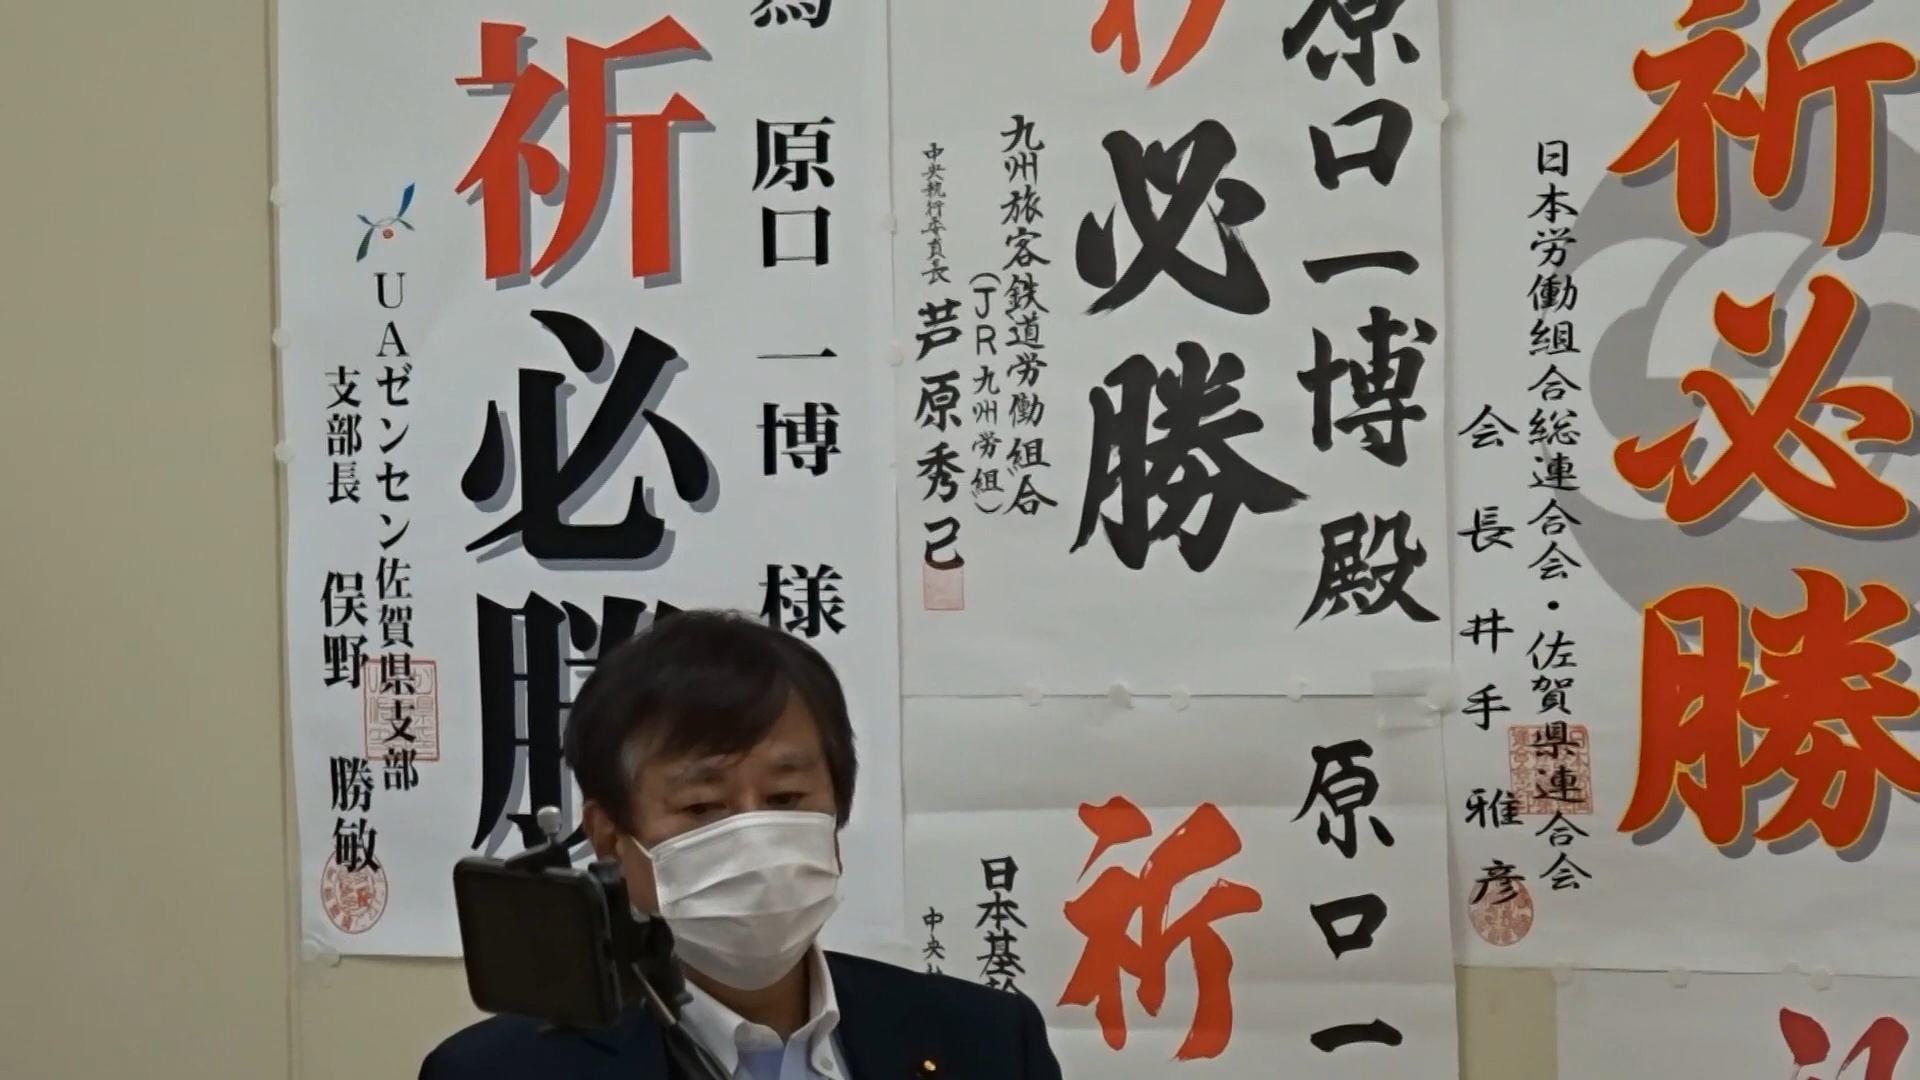 日本労働組合総連合会・佐賀県連合会
会長 井手 雅彦
祈必勝
原口一博 殿
必勝
九州旅客鉄道労働組合
(JR九州労組)
中央執行委員長 芦原秀己
原口一
祈
日本基幹
中央
為 原口一博 様
祈必勝
UAゼンセン佐賀県支部
支部長 俣野 勝敏